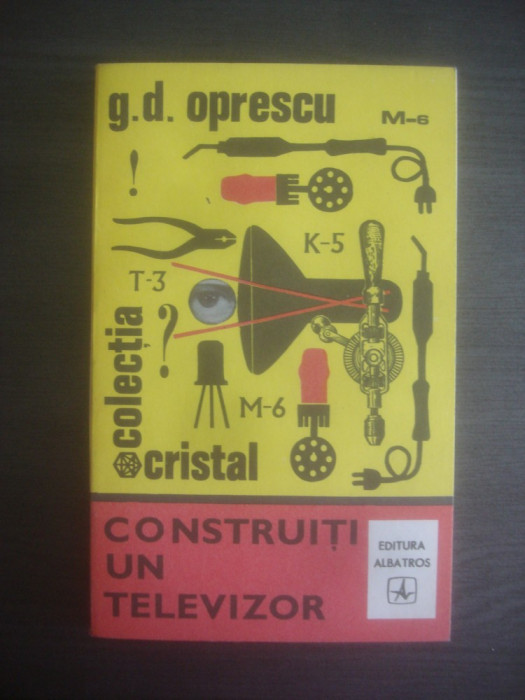 g.d. oprescu
M-6
!
K-5
T-3
?
M-6
colecția
cristal
CONSTRUIȚI
UN
TELEVIZOR
EDITURA
ALBATROS